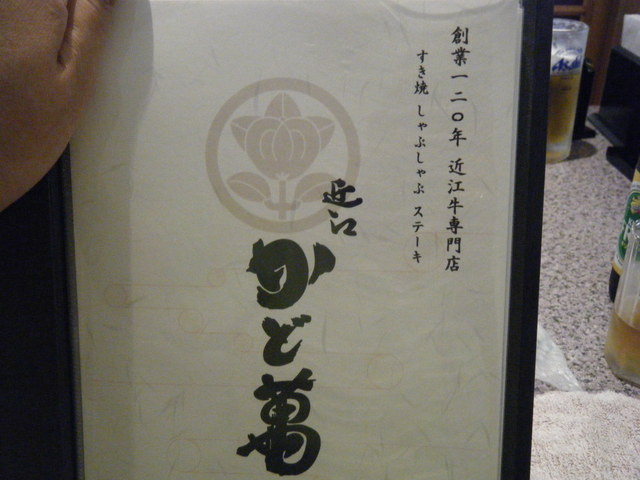 創業一二〇年 近江牛専門店
すき焼 しゃぶしゃぶ ステーキ
近江
かど萬
Asahi